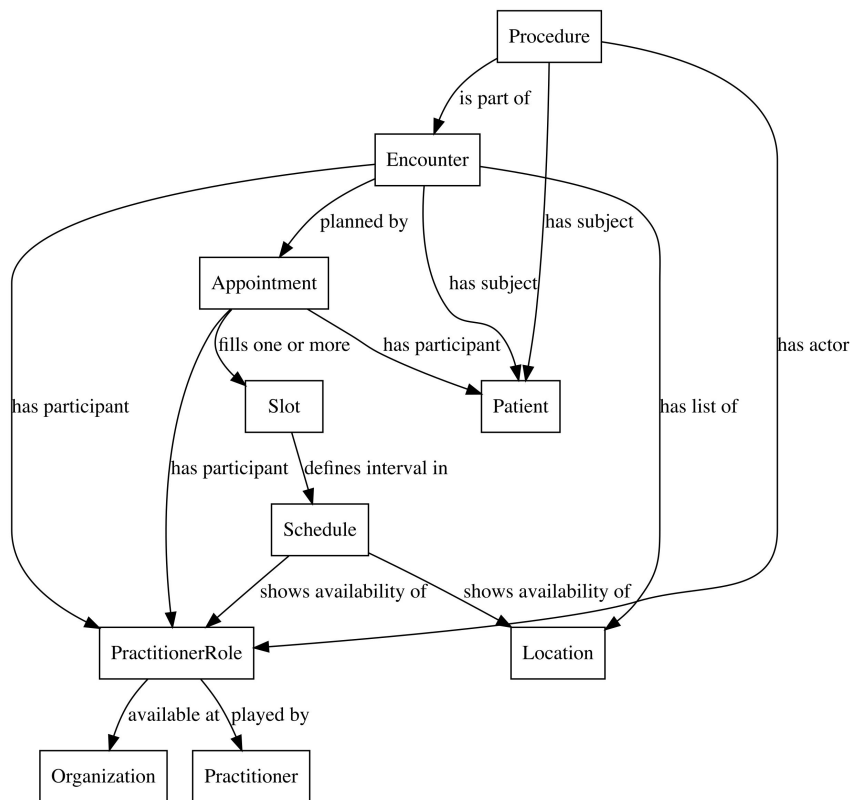 Procedure
is part of
Encounter
planned by
has subject
Appointment
has subject
fills one or more
has participant
has actor
Slot
Patient
has participant
has list of
has participant
defines interval in
Schedule
shows availability of
shows availability of
PractitionerRole
Location
available at
played by
Organization
Practitioner